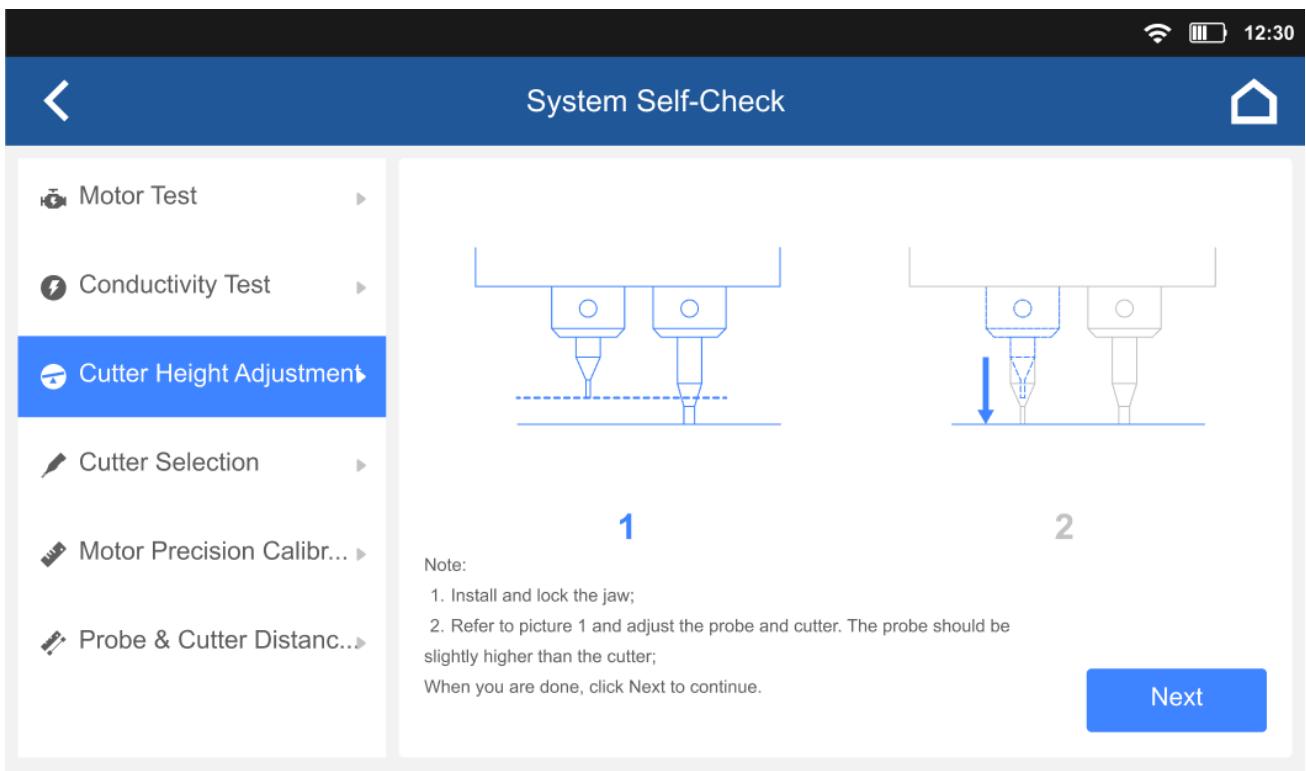 12:30
System Self-Check
Motor Test
Conductivity Test
Cutter Height Adjustment
Cutter Selection
Motor Precision Calibr...
Probe & Cutter Distanc...
1
2
Note:
1. Install and lock the jaw;
2. Refer to picture 1 and adjust the probe and cutter. The probe should be
slightly higher than the cutter;
When you are done, click Next to continue.
Next